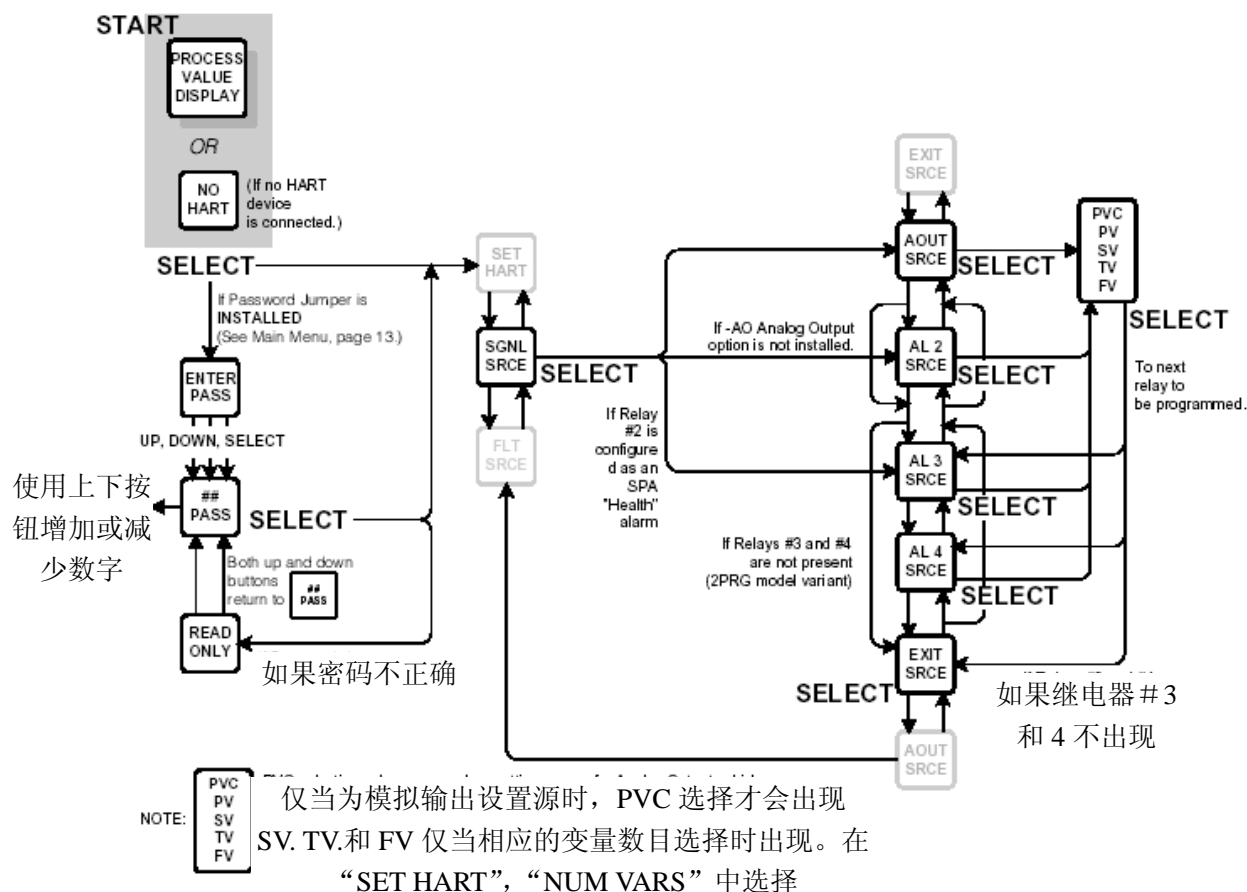 START
PROCESS
VALUE
DISPLAY
OR
NO
HART
(If no HART
device
is connected.)
SELECT
If Password Jumper is
INSTALLED
(See Main Menu, page 13.)
ENTER
PASS
UP, DOWN, SELECT
##
PASS
SELECT
使用上下按
钮增加或减
少数字
Both up and down
buttons
return to
##
PASS
READ
ONLY
如果密码不正确
SET
HART
SGNL
SRCE
SELECT
FLT
SRCE
If -AO Analog Output
option is not installed.
If Relay
#2 is
configure
d as an
SPA
"Health"
alarm
If Relays #3 and #4
are not present
(2PRG model variant)
EXIT
SRCE
AOUT
SRCE
SELECT
AL 2
SRCE
SELECT
AL 3
SRCE
SELECT
AL 4
SRCE
SELECT
EXIT
SRCE
SELECT
AOUT
SRCE
PVC
PV
SV
TV
FV
SELECT
To next
relay to
be programmed.
如果继电器＃3
和 4 不出现
NOTE:
PVC
PV
SV
TV
FV
仅当为模拟输出设置源时，PVC 选择才会出现
SV. TV.和 FV 仅当相应的变量数目选择时出现。在
“SET HART”，“NUM VARS”中选择